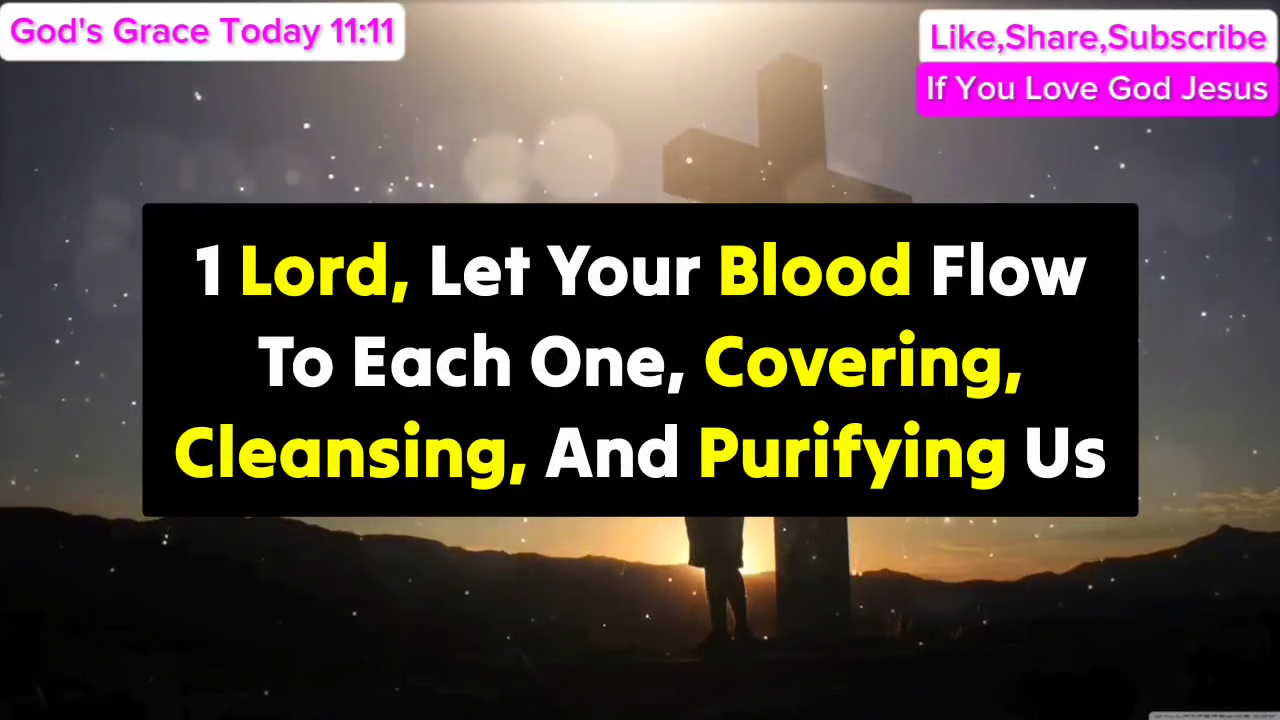 God's Grace Today 11:11
Like,Share,Subscribe
If You Love God Jesus
1 Lord, Let Your Blood Flow
To Each One, Covering,
Cleansing, And Purifying Us